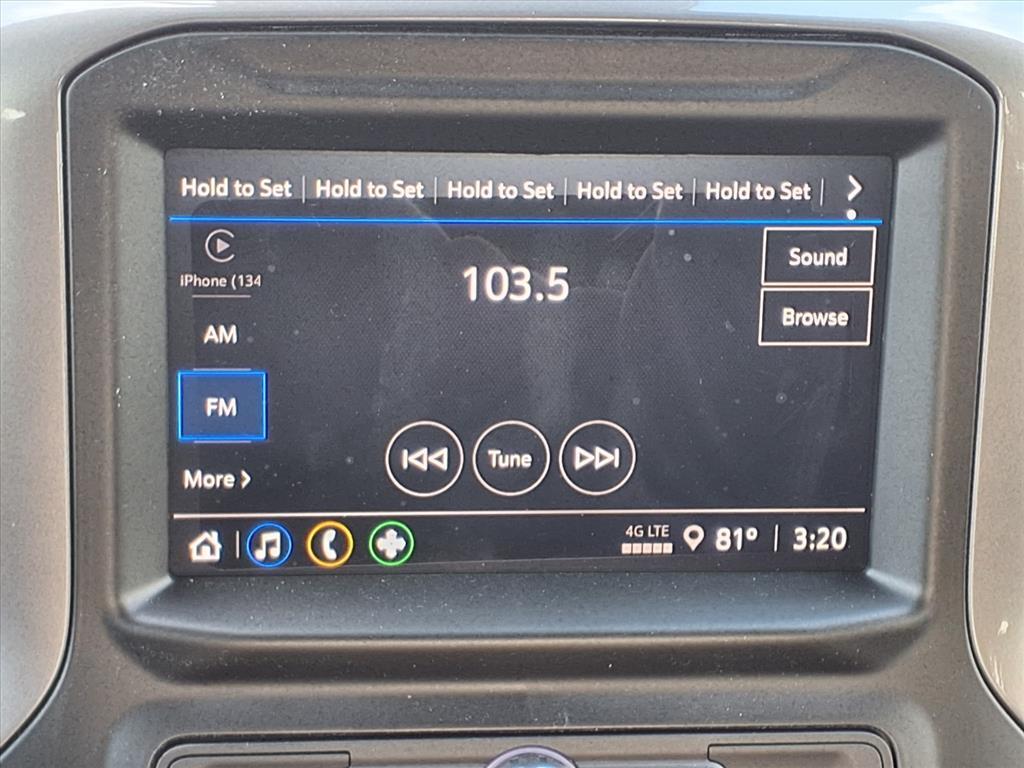 Hold to Set Hold to Set Hold to Set Hold to Set Hold to Set
iPhone (134
AM
FM
More
103.5
Sound
Browse
Tune
4G LTE
81° 3:20